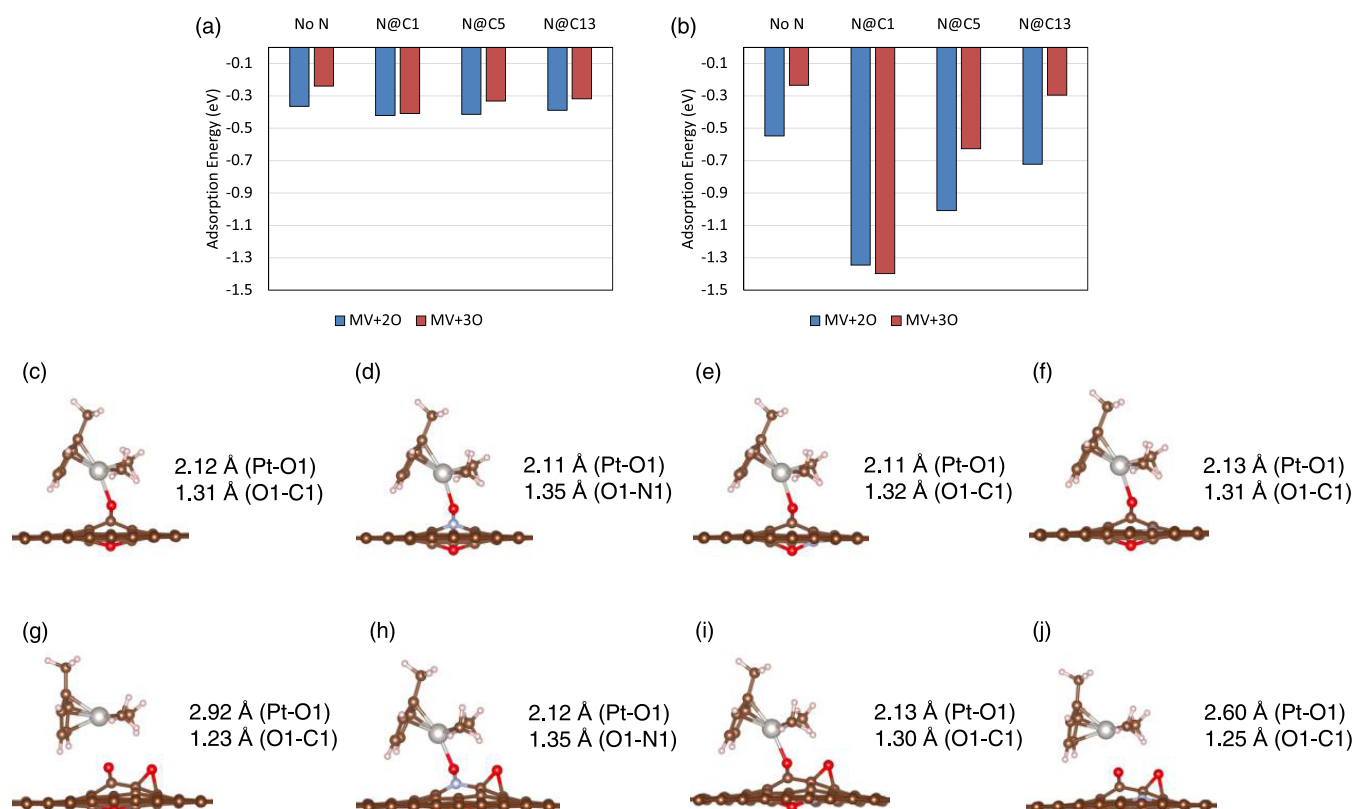 (a)
No N N@C1 N@C5 N@C13
Adsorption Energy (eV)
-0.1
-0.3
-0.5
-0.7
-0.9
-1.1
-1.3
-1.5
MV+2O MV+3O
(b)
No N N@C1 N@C5 N@C13
Adsorption Energy (eV)
-0.1
-0.3
-0.5
-0.7
-0.9
-1.1
-1.3
-1.5
MV+2O MV+3O
(c)
2.12 Å (Pt-O1)
1.31 Å (O1-C1)
(d)
2.11 Å (Pt-O1)
1.35 Å (O1-N1)
(e)
2.11 Å (Pt-O1)
1.32 Å (O1-C1)
(f)
2.13 Å (Pt-O1)
1.31 Å (O1-C1)
(g)
2.92 Å (Pt-O1)
1.23 Å (O1-C1)
(h)
2.12 Å (Pt-O1)
1.35 Å (O1-N1)
(i)
2.13 Å (Pt-O1)
1.30 Å (O1-C1)
(j)
2.60 Å (Pt-O1)
1.25 Å (O1-C1)